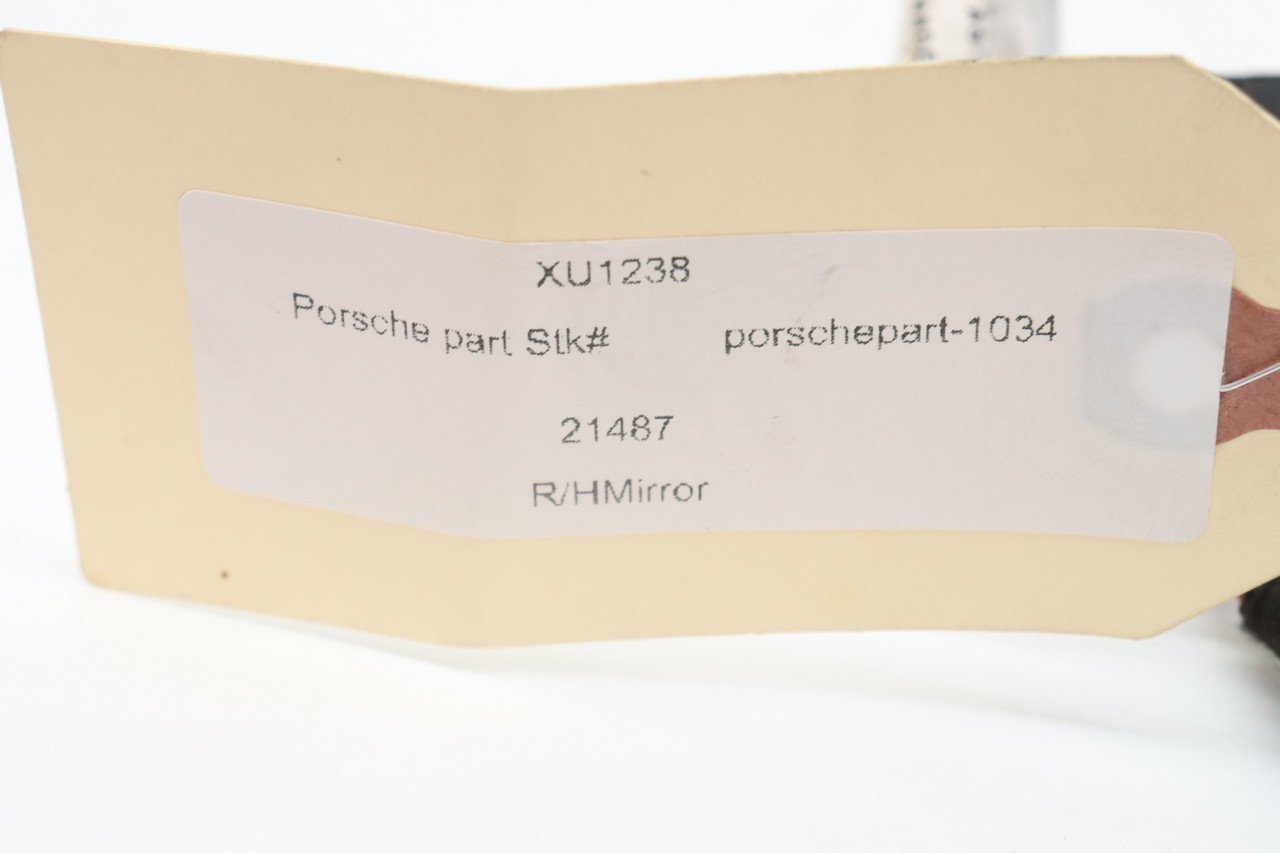 XU1238
Porsche part Stk# porschepart-1034
21487
R/HMirror